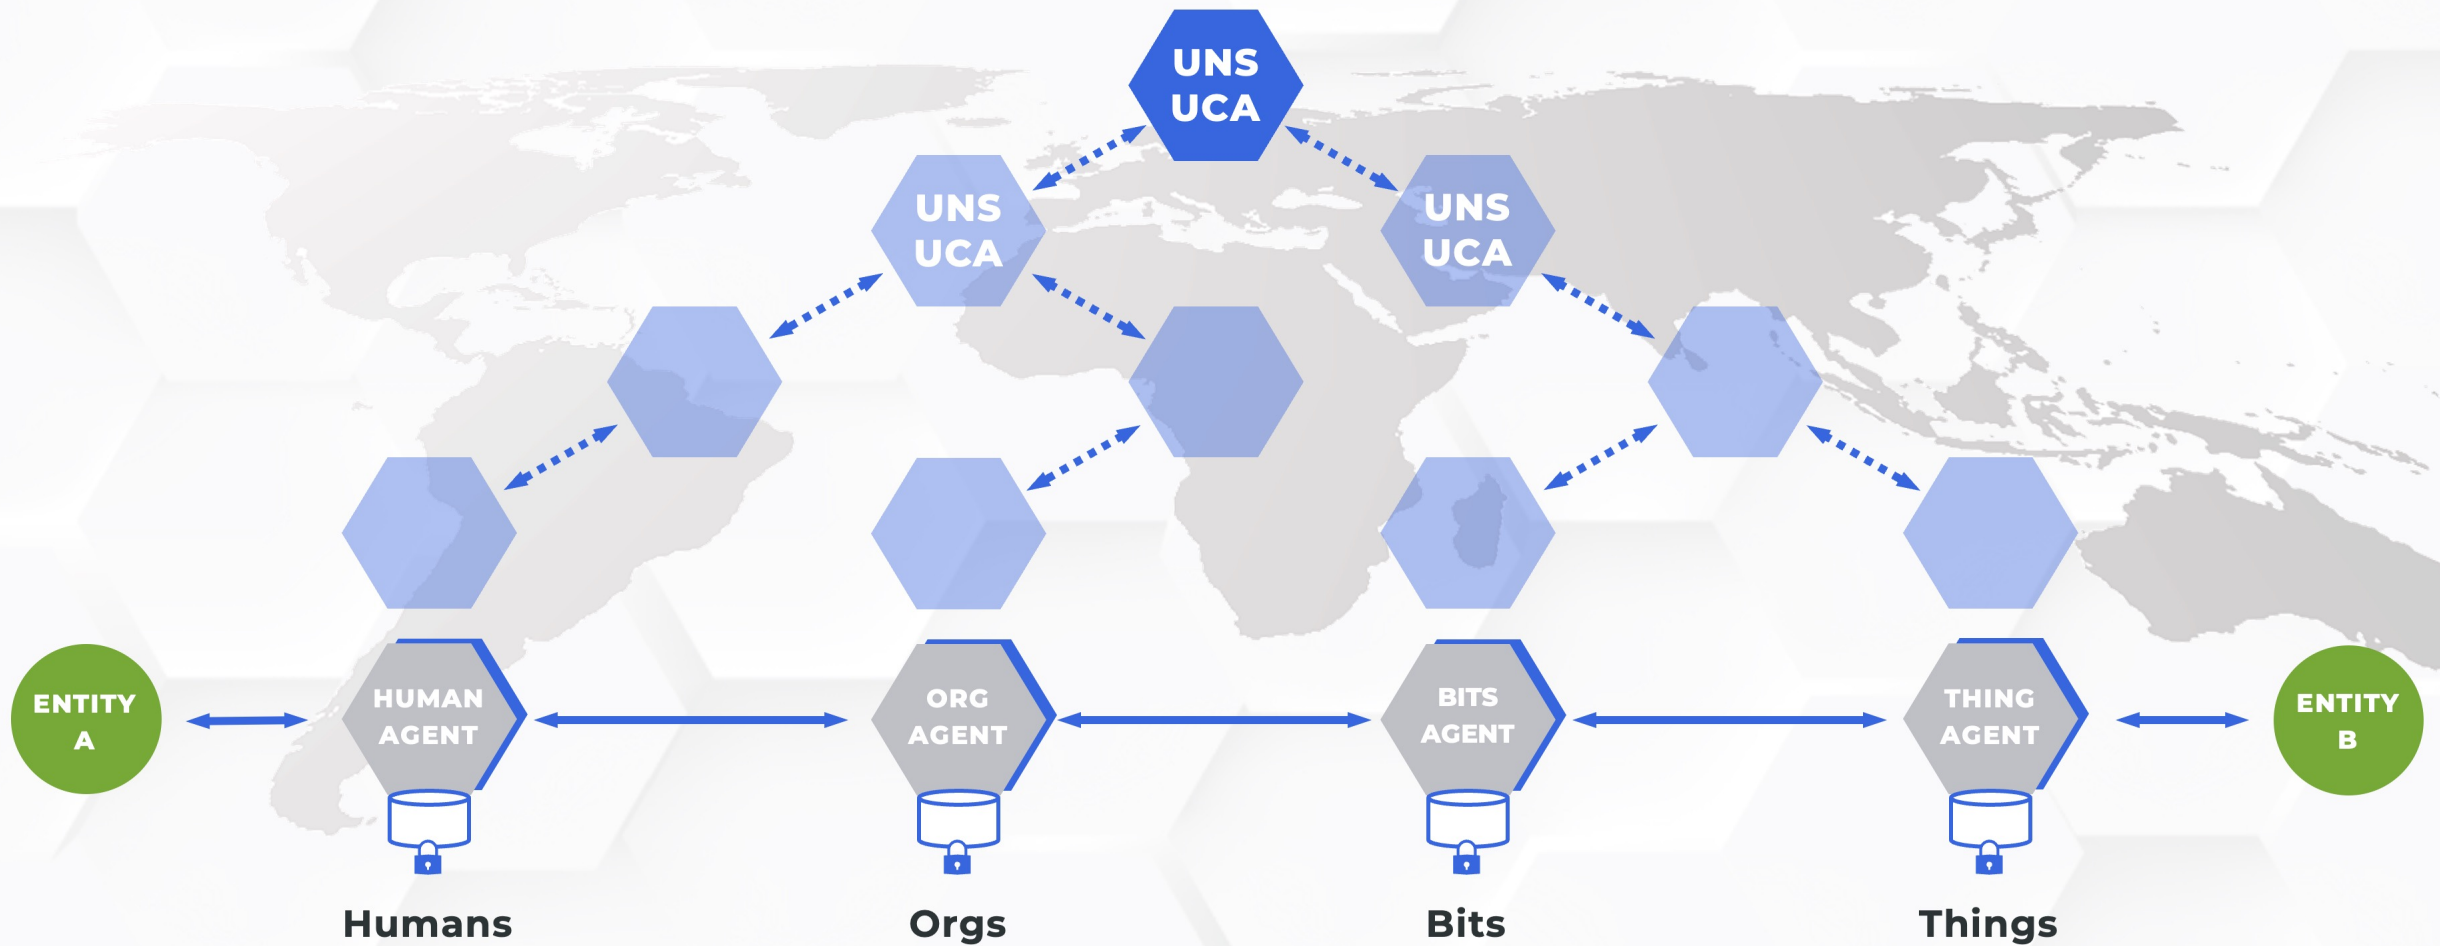 UNS
UCA
UNS
UCA
UNS
UCA
ENTITY
A
HUMAN
AGENT
ORG
AGENT
BITS
AGENT
THING
AGENT
ENTITY
B
Humans
Orgs
Bits
Things